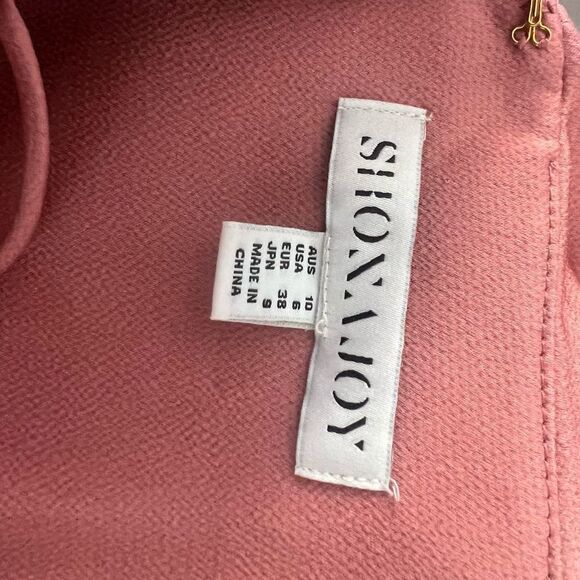 SHONA JOY
AUS 10
USA 6
EUR 38
JPN 9
MADE IN
CHINA